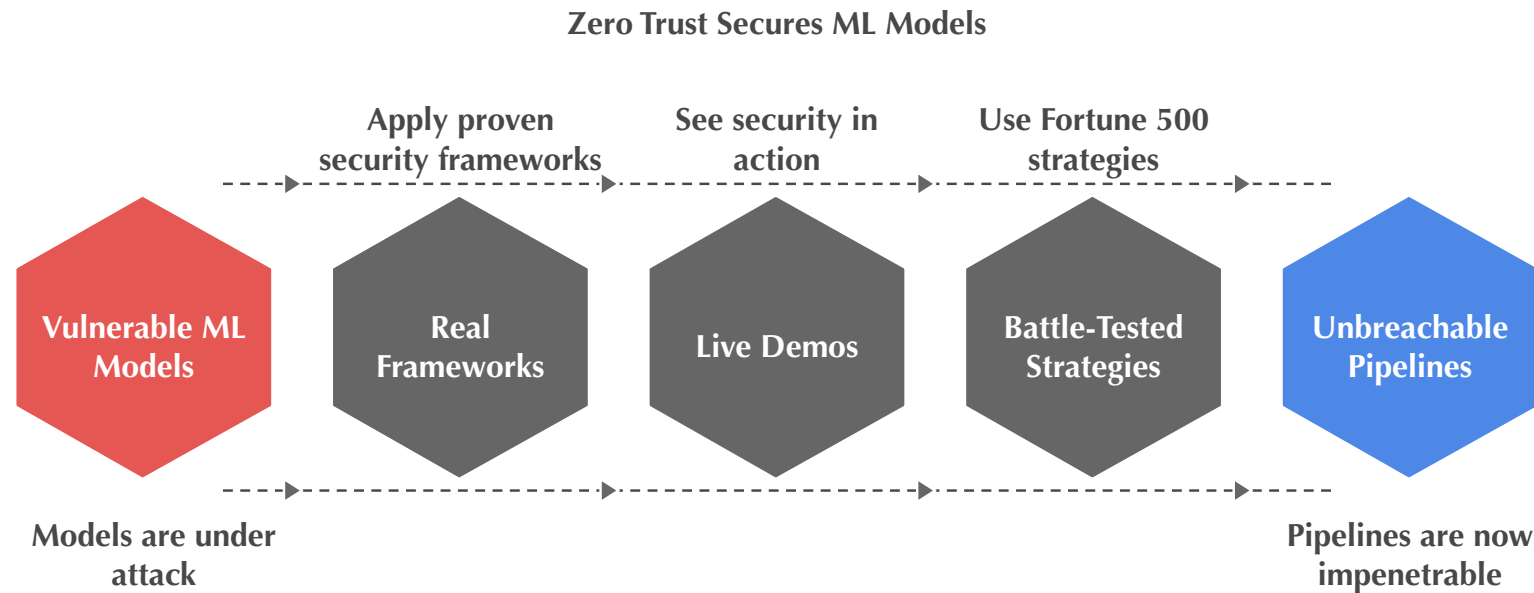 Zero Trust Secures ML Models
Apply proven
security frameworks
See security in
action
Use Fortune 500
strategies
Vulnerable ML
Models
Real
Frameworks
Live Demos
Battle-Tested
Strategies
Unbreachable
Pipelines
Models are under
attack
Pipelines are now
impenetrable